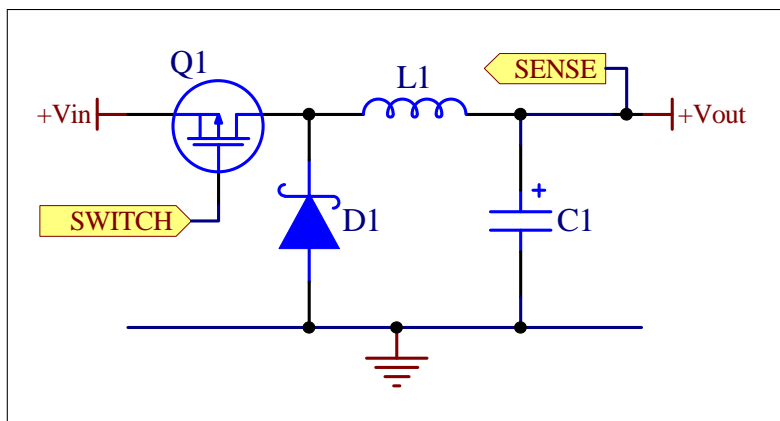 Q1
L1
SENSE
+Vin
+Vout
SWITCH
D1
+
C1